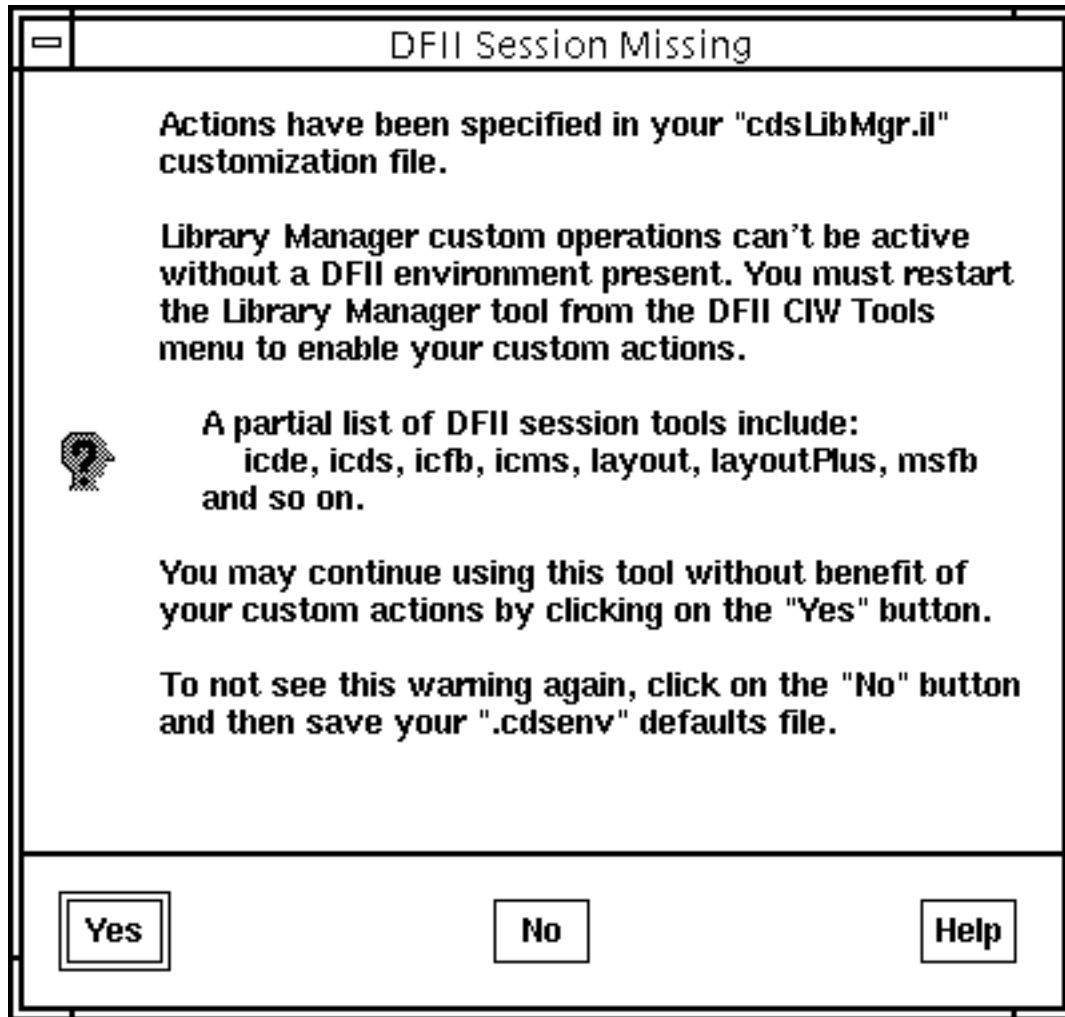 DFII Session Missing
Actions have been specified in your "cdsLibMgr.il"
customization file.
Library Manager custom operations can't be active
without a DFII environment present. You must restart
the Library Manager tool from the DFII CIW Tools
menu to enable your custom actions.
A partial list of DFII session tools include:
icde, icds, icfb, icms, layout, layoutPlus, msfb
and so on.
You may continue using this tool without benefit of
your custom actions by clicking on the "Yes" button.
To not see this warning again, click on the "No" button
and then save your ".cdsenv" defaults file.
Yes No Help